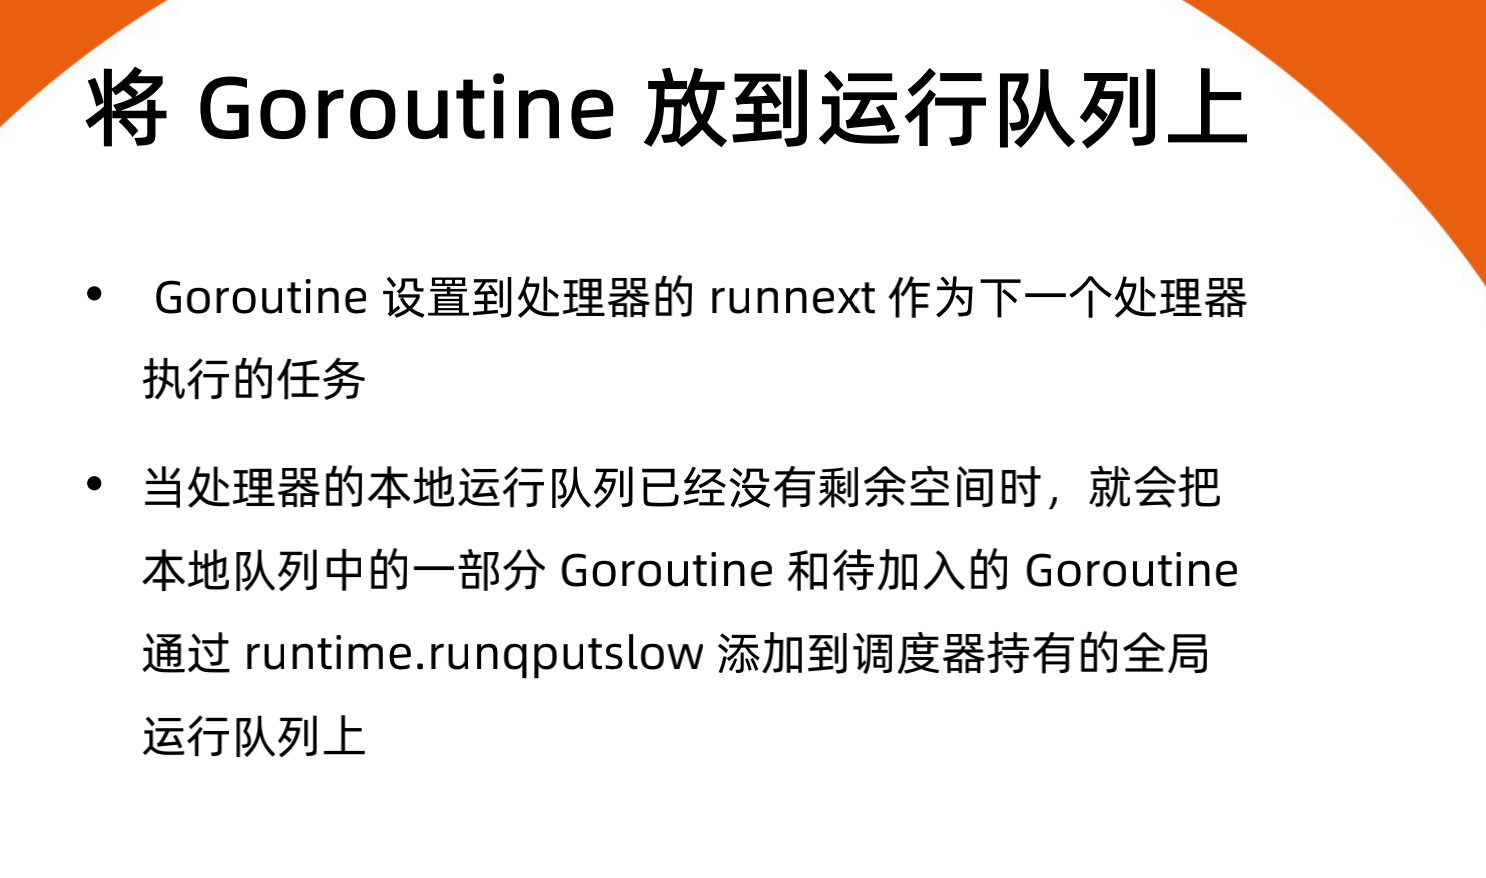 将 Goroutine 放到运行队列上
• Goroutine 设置到处理器的 runnext 作为下一个处理器
执行的任务
• 当处理器的本地运行队列已经没有剩余空间时，就会把
本地队列中的一部分 Goroutine 和待加入的 Goroutine
通过 runtime.runqputslow 添加到调度器持有的全局
运行队列上